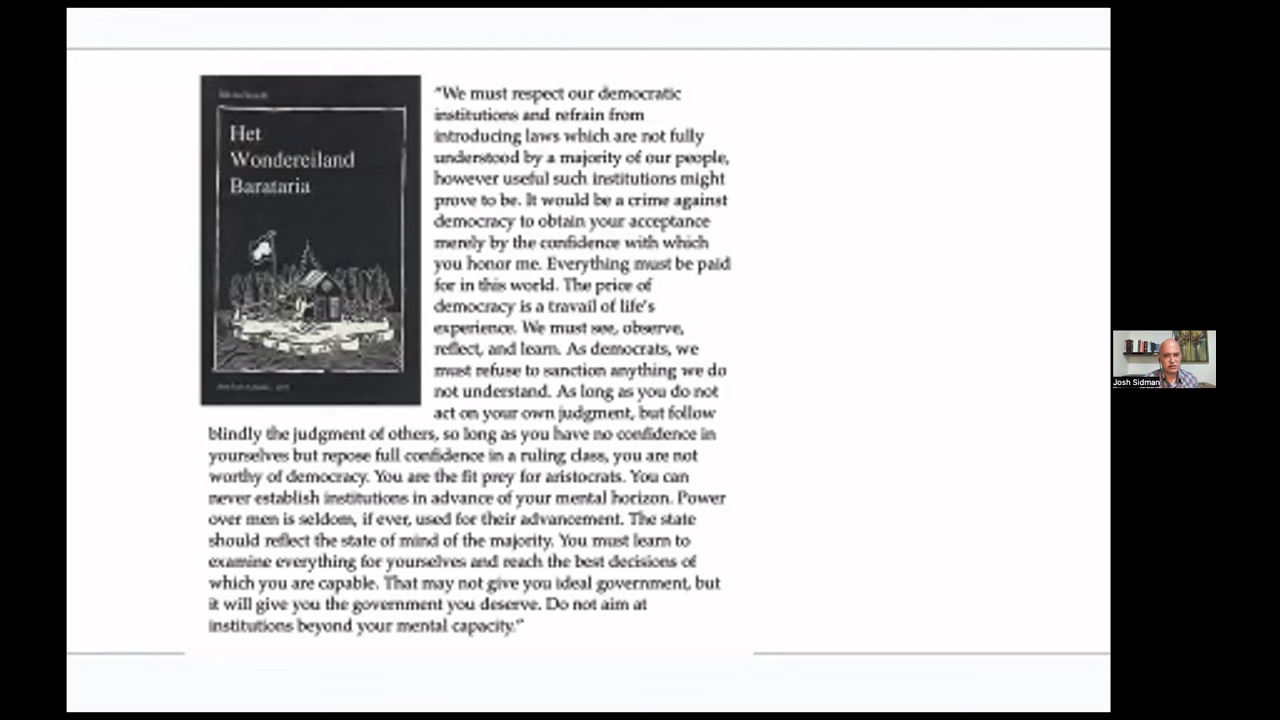 Het
Wondereiland
Barataria
“We must respect our democratic
institutions and refrain from
introducing laws which are not fully
understood by a majority of our people,
however useful such institutions might
prove to be. It would be a crime against
democracy to obtain your acceptance
merely by the confidence with which
you honor me. Everything must be paid
for in this world. The price of
democracy is a travail of life's
experience. We must see, observe,
reflect, and learn. As democrats, we
must refuse to sanction anything we do
not understand. As long as you do not
act on your own judgment, but follow
blindly the judgment of others, so long as you have no confidence in
yourselves but repose full confidence in a ruling class, you are not
worthy of democracy. You are the fit prey for aristocrats. You can
never establish institutions in advance of your mental horizon. Power
over men is seldom, if ever, used for their advancement. The state
should reflect the state of mind of the majority. You must learn to
examine everything for yourselves and reach the best decisions of
which you are capable. That may not give you ideal government, but
it will give you the government you deserve. Do not aim at
institutions beyond your mental capacity.”
Josh Sidman